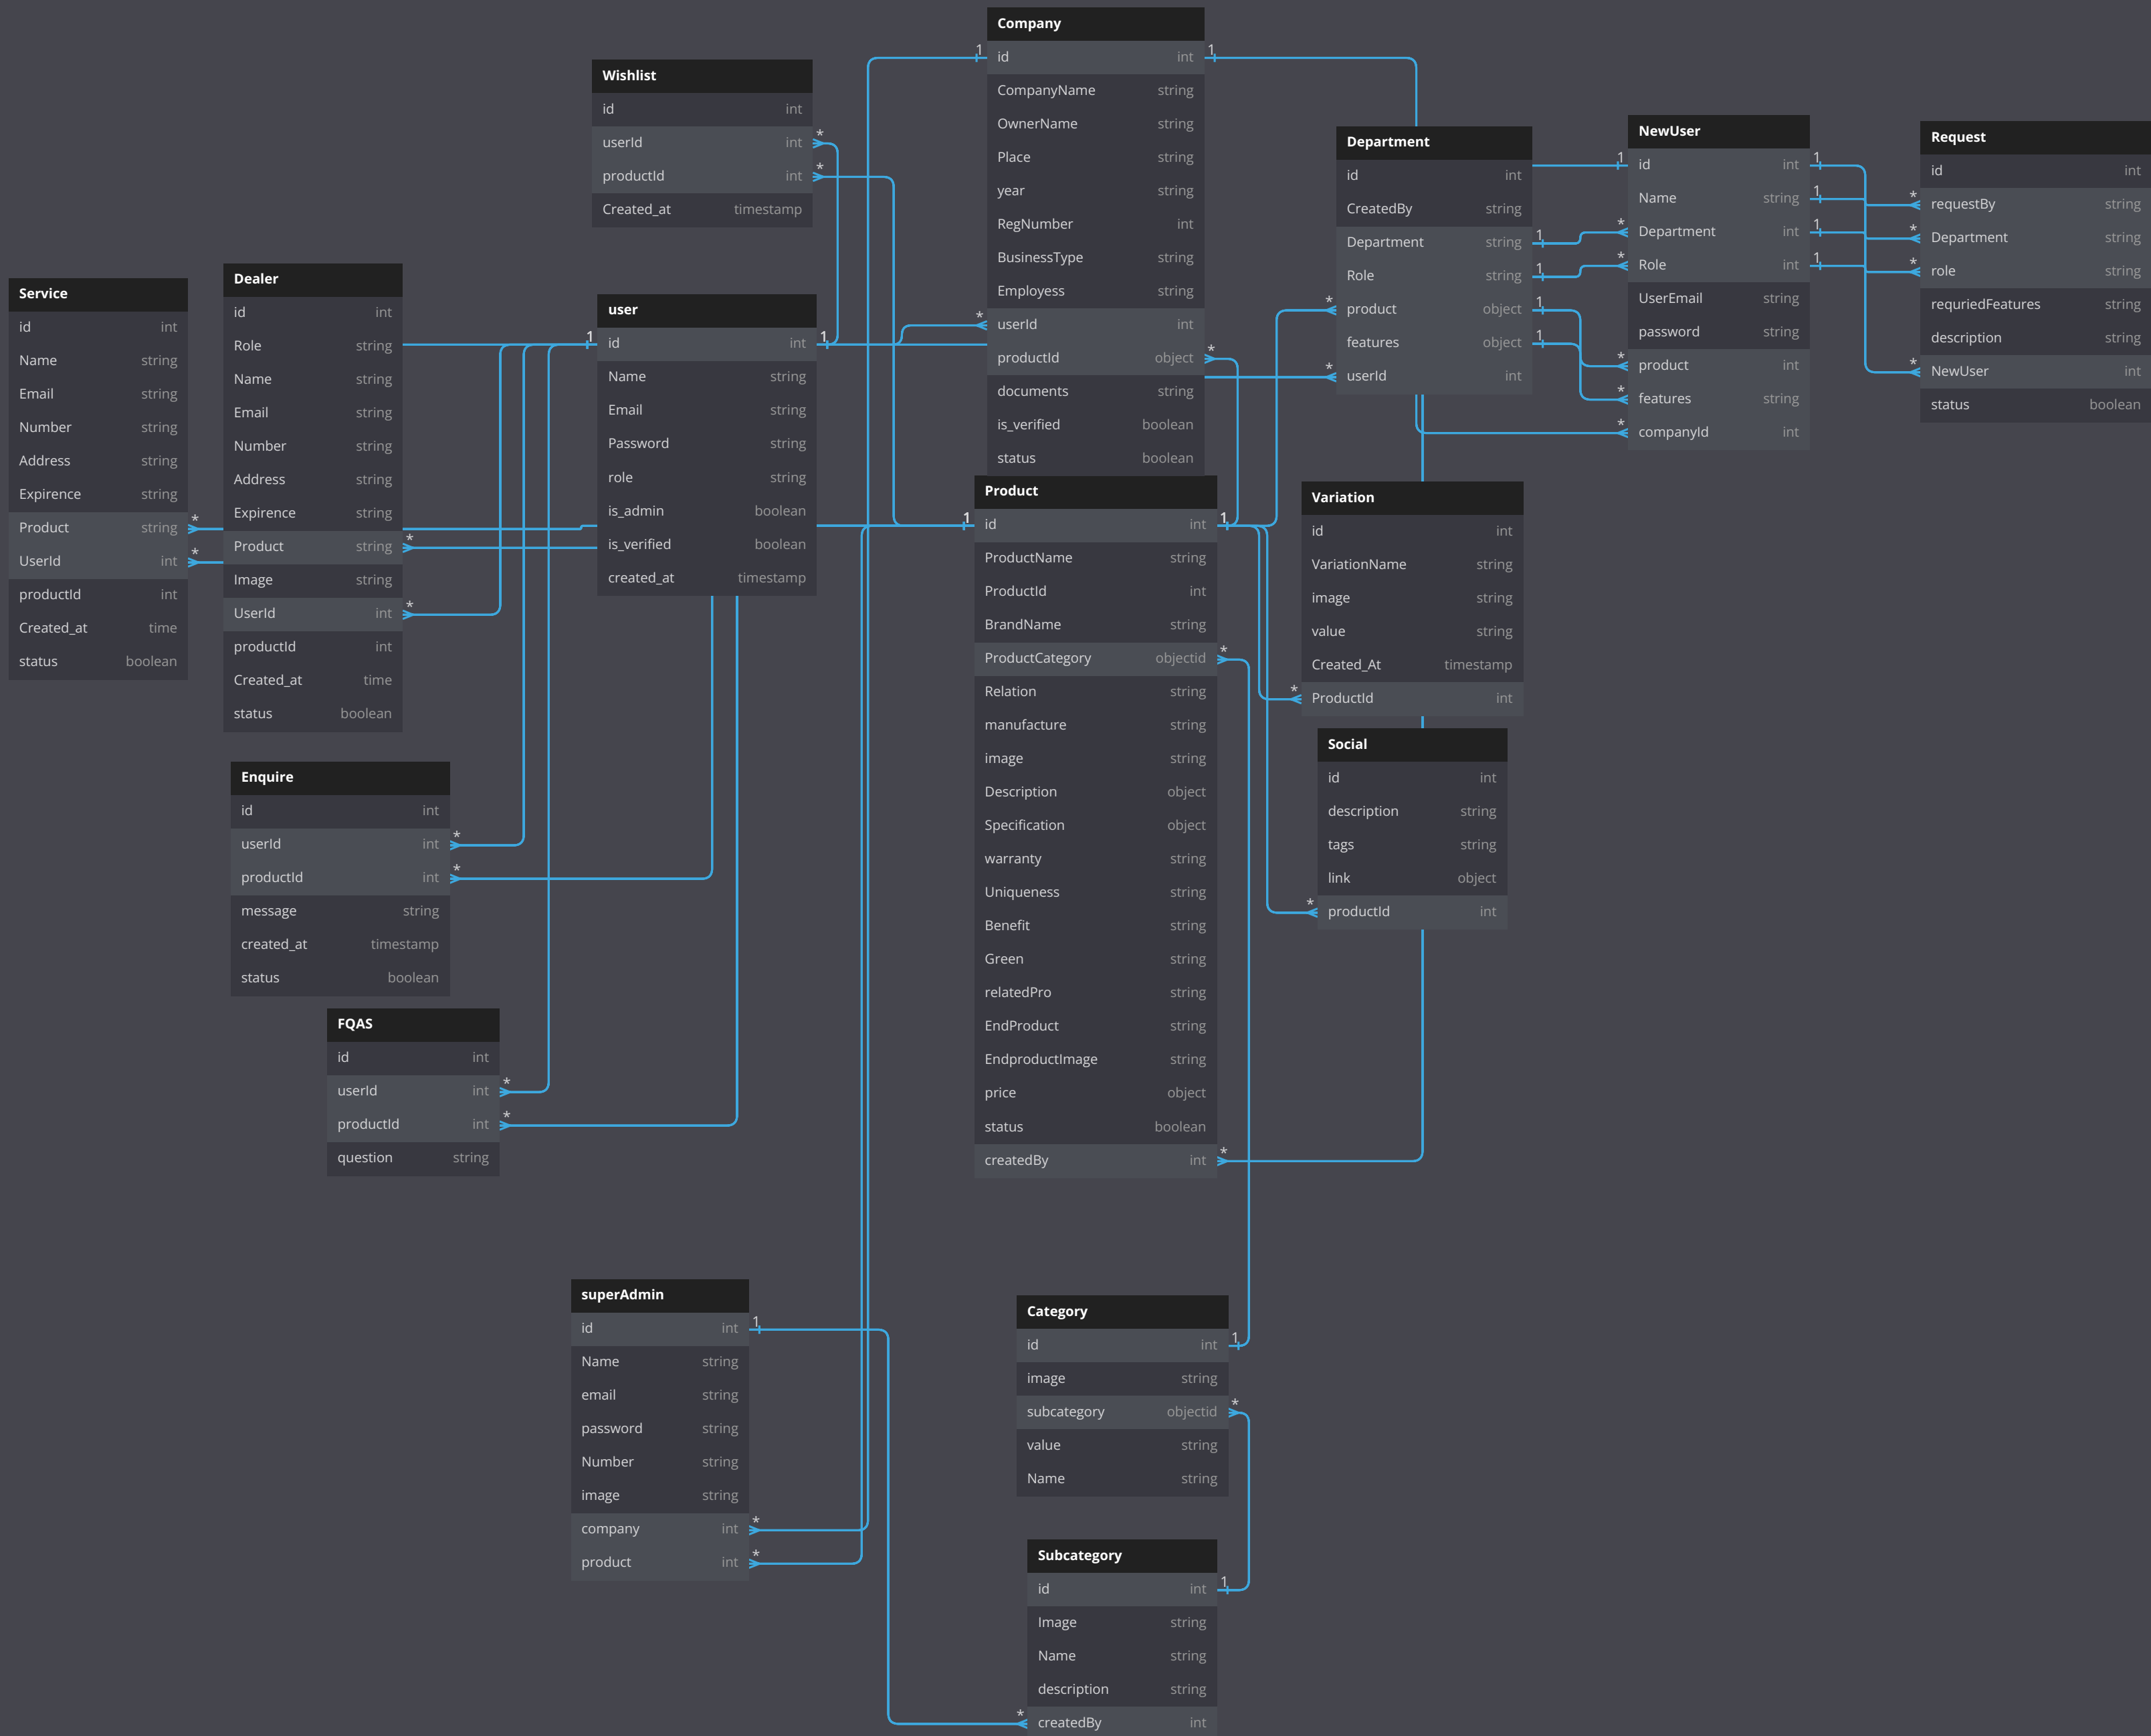 Company
id int
CompanyName string
OwnerName string
Place string
year string
RegNumber int
BusinessType string
Employess string
userId int
productId object
documents string
is_verified boolean
status boolean
Wishlist
id int
userId int
productId int
Created_at timestamp
Department
id int
CreatedBy string
Department string
Role string
product object
features object
userId int
NewUser
id int
Name string
Department int
Role int
UserEmail string
password string
product int
features string
companyId int
Request
id int
requestBy string
Department string
role string
requriedFeatures string
description string
NewUser int
status boolean
Service
id int
Name string
Email string
Number string
Address string
Expirence string
Product string
UserId int
productId int
Created_at time
status boolean
Dealer
id int
Role string
Name string
Email string
Number string
Address string
Expirence string
Product string
Image string
UserId int
productId int
Created_at time
status boolean
user
id int
Name string
Email string
Password string
role string
is_admin boolean
is_verified boolean
created_at timestamp
Product
id int
ProductName string
ProductId int
BrandName string
ProductCategory objectid
Relation string
manufacture string
image string
Description object
Specification object
warranty string
Uniqueness string
Benefit string
Green string
relatedPro string
EndProduct string
EndproductImage string
price object
status boolean
createdBy int
Variation
id int
VariationName string
image string
value string
Created_At timestamp
ProductId int
Social
id int
description string
tags string
link object
productId int
Enquire
id int
userId int
productId int
message string
created_at timestamp
status boolean
FQAS
id int
userId int
productId int
question string
superAdmin
id int
Name string
email string
password string
Number string
image string
company int
product int
Category
id int
image string
subcategory objectid
value string
Name string
Subcategory
id int
Image string
Name string
description string
createdBy int